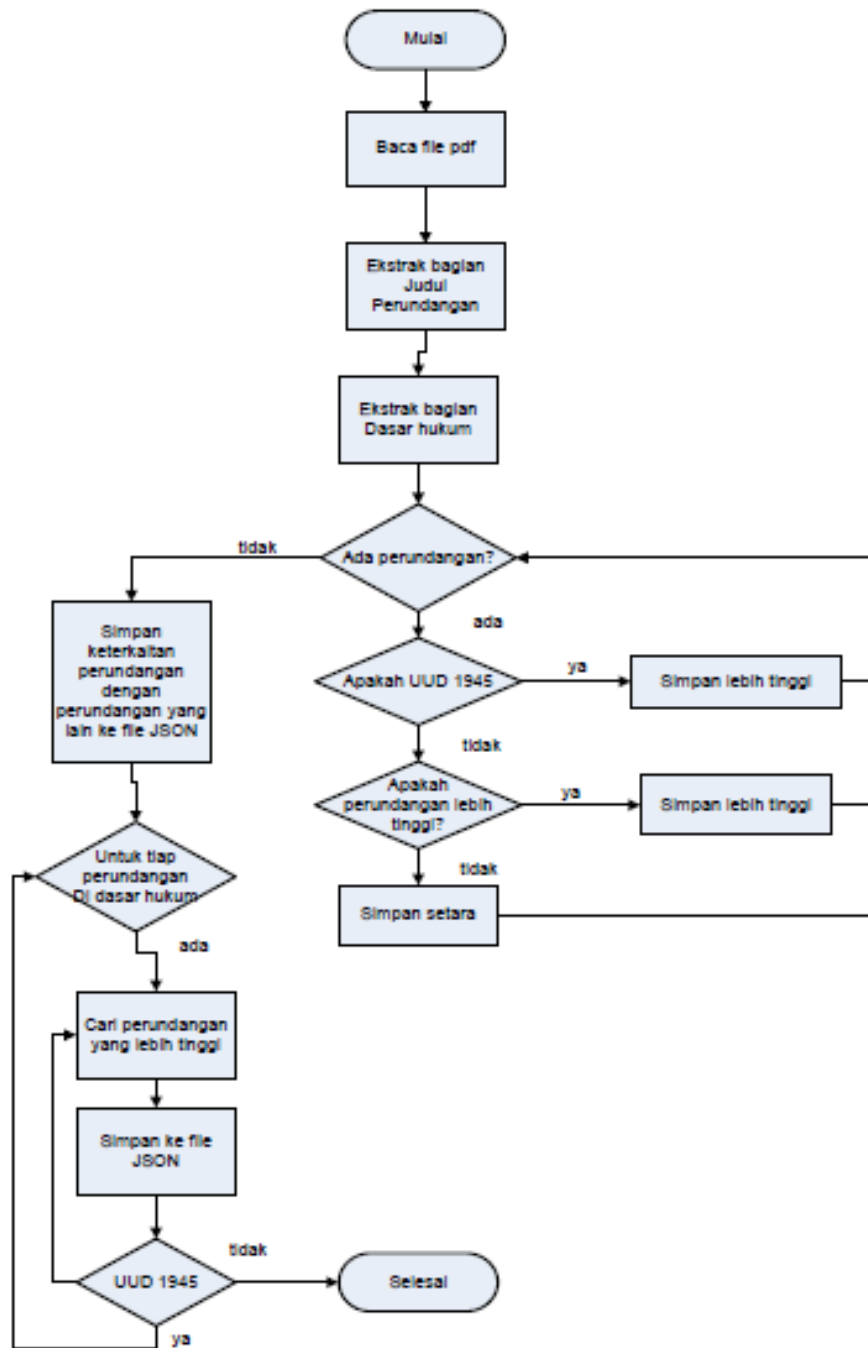 Mulai
Baca file pdf
Ekstrak bagian
Judul
Perundangan
Ekstrak bagian
Dasar hukum
Ada perundangan?
tidak
ada
Simpan
keterkaitan
perundangan
dengan
perundangan yang
lain ke file JSON
Apakah UUD 1945
ya
Simpan lebih tinggi
tidak
Apakah
perundangan lebih
tinggi?
ya
Simpan lebih tinggi
tidak
Simpan setara
Untuk tiap
perundangan
Di dasar hukum
ada
Cari perundangan
yang lebih tinggi
Simpan ke file
JSON
UUD 1945
tidak
Selesai
ya